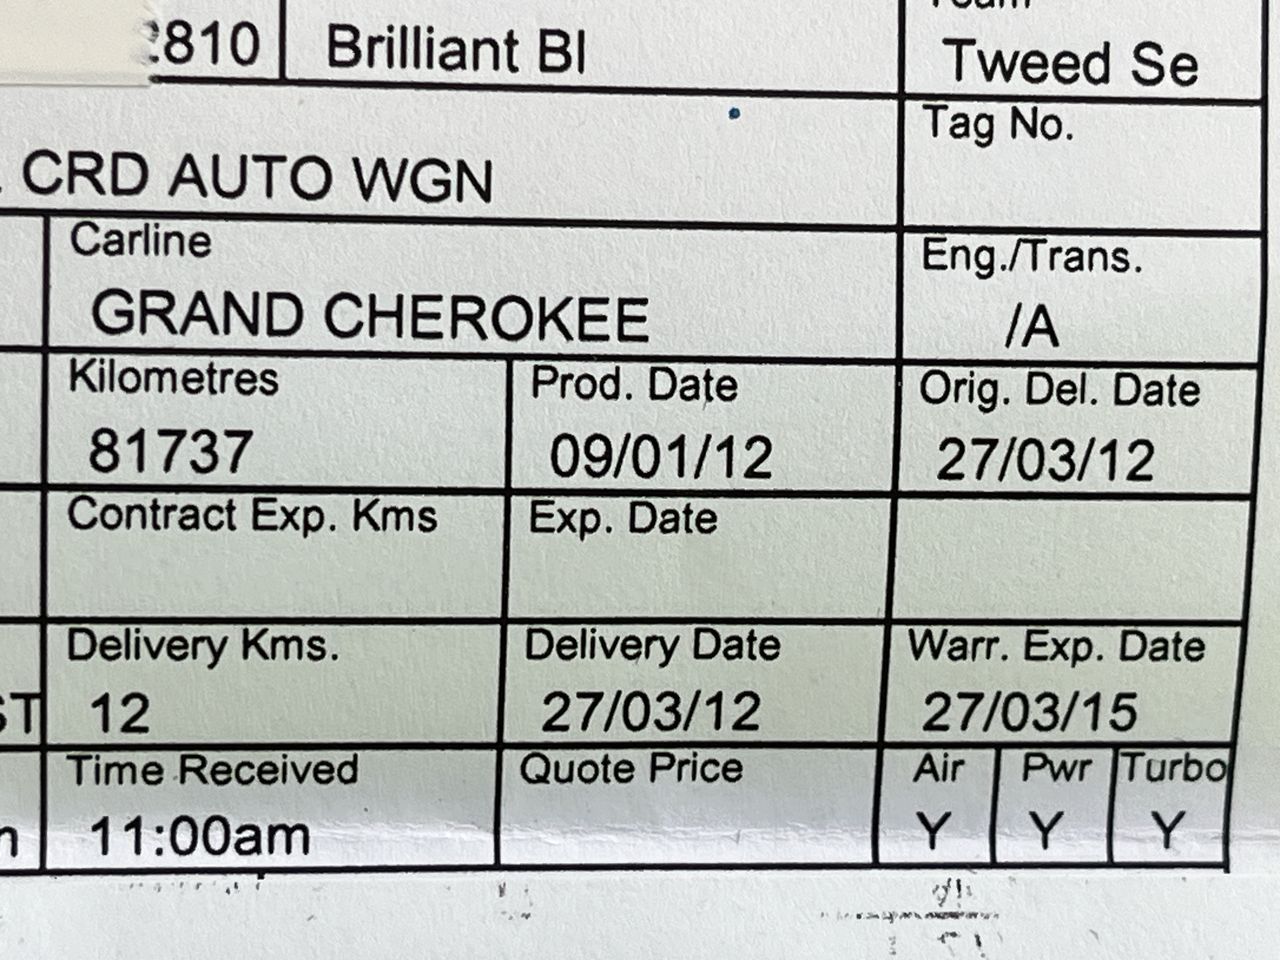 810 Brilliant Bl Tweed Se
CRD AUTO WGN Tag No.
Carline Eng./Trans.
GRAND CHEROKEE /A
Kilometres Prod. Date Orig. Del. Date
81737 09/01/12 27/03/12
Contract Exp. Kms Exp. Date
Delivery Kms. Delivery Date Warr. Exp. Date
12 27/03/12 27/03/15
Time Received Quote Price Air Pwr Turbo
11:00am Y Y Y